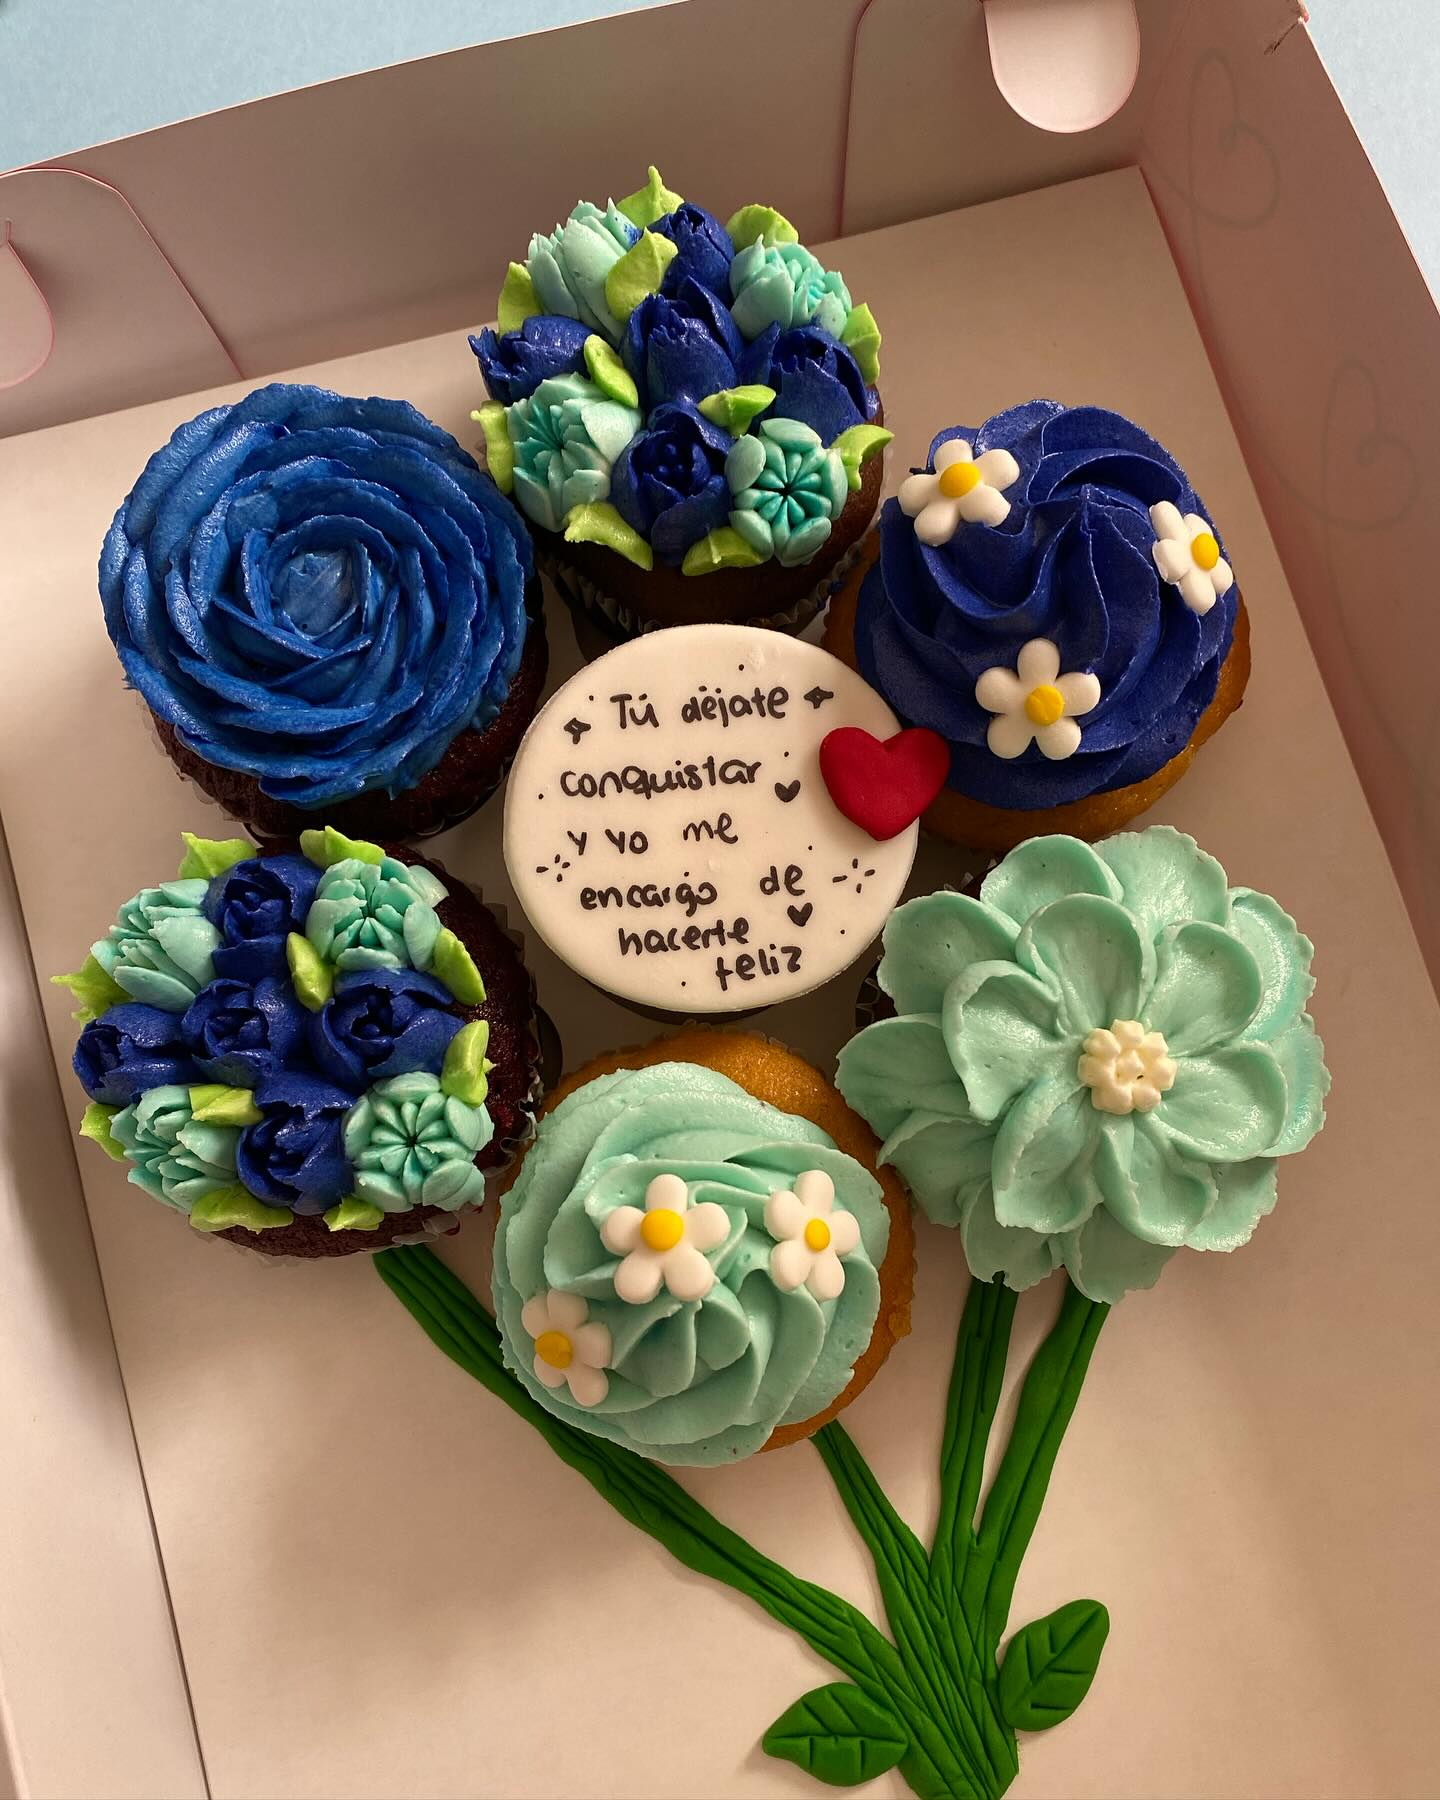 Tú déjate
conquistar
y yo me
encargo de
hacerte
feliz